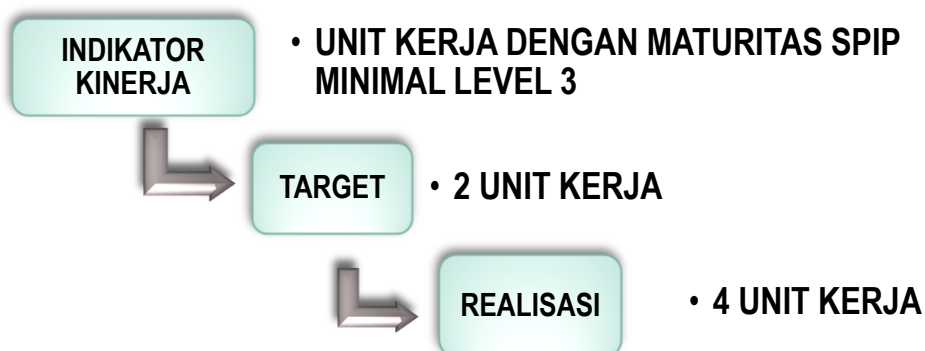 INDIKATOR
KINERJA
• UNIT KERJA DENGAN MATURITAS SPIP
MINIMAL LEVEL 3
TARGET
• 2 UNIT KERJA
REALISASI
• 4 UNIT KERJA